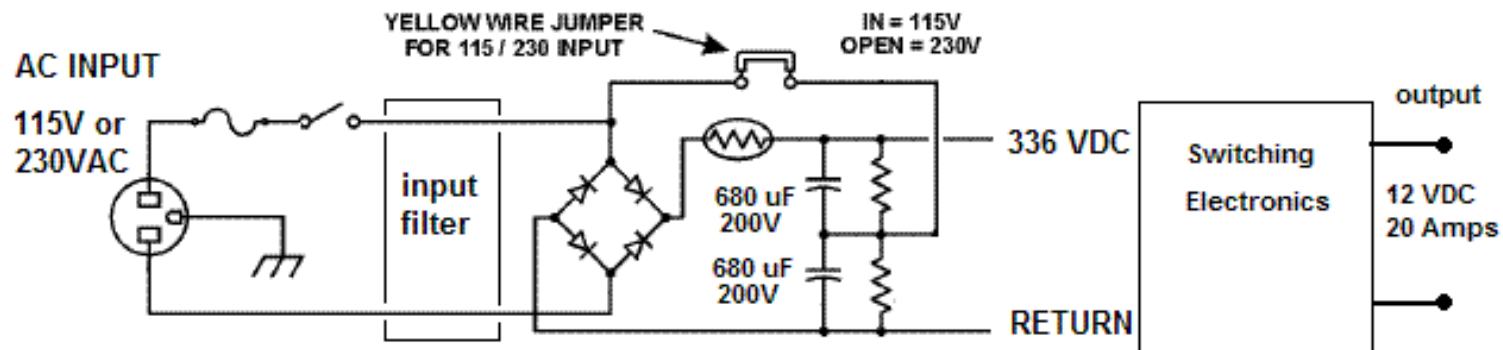 YELLOW WIRE JUMPER
FOR 115 / 230 INPUT
IN = 115V
OPEN = 230V
AC INPUT
115V or
230VAC
input
filter
680 uF
200V
680 uF
200V
336 VDC
RETURN
Switching
Electronics
output
12 VDC
20 Amps